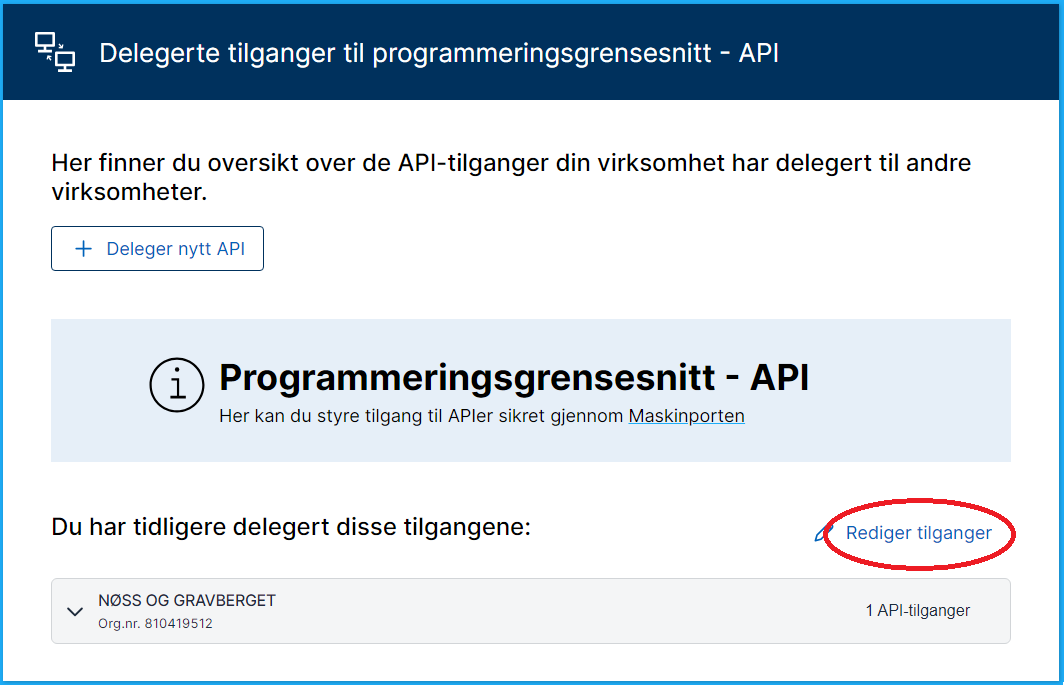 Delegerte tilganger til programmeringsgrensesnitt - API
Her finner du oversikt over de API-tilganger din virksomhet har delegert til andre
virksomheter.
+ Deleger nytt API
Programmeringsgrensesnitt - API
Her kan du styre tilgang til APIer sikret gjennom Maskinporten
Du har tidligere delegert disse tilgangene:
Rediger tilganger
NØSS OG GRAVBERGET
Org.nr. 810419512
1 API-tilganger